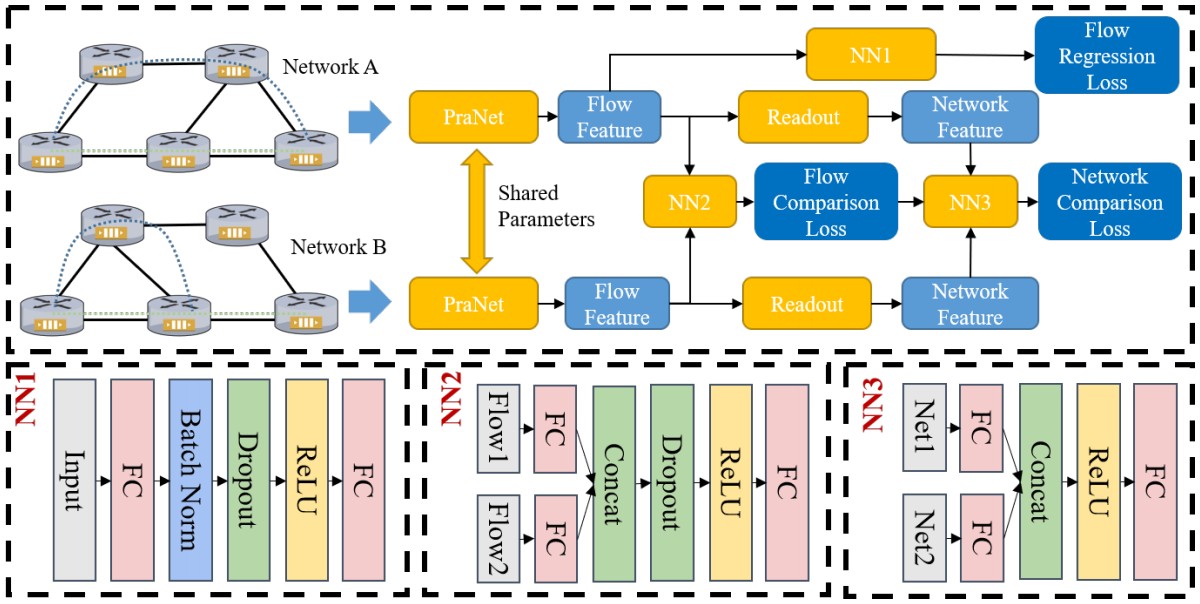 Network A
Network B
PraNet
Flow
Feature
NN1
Flow
Regression
Loss
Readout
Network
Feature
Shared
Parameters
NN2
Flow
Comparison
Loss
NN3
Network
Comparison
Loss
PraNet
Flow
Feature
Readout
Network
Feature
NN1
Input
FC
Batch Norm
Dropout
ReLU
FC
NN2
Flow1
FC
Flow2
FC
Concat
Dropout
ReLU
FC
NN3
Net1
FC
Net2
FC
Concat
ReLU
FC